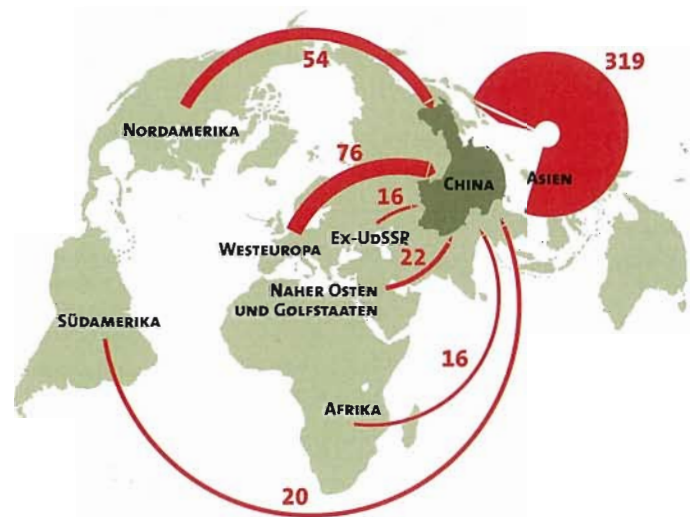 54
319
NORDAMERIKA
76
CHINA
ASIEN
16
EX-UDSSR
WESTEUROPA
22
NAHER OSTEN
UND GOLFSTAATEN
SÜDAMERIKA
16
AFRIKA
20